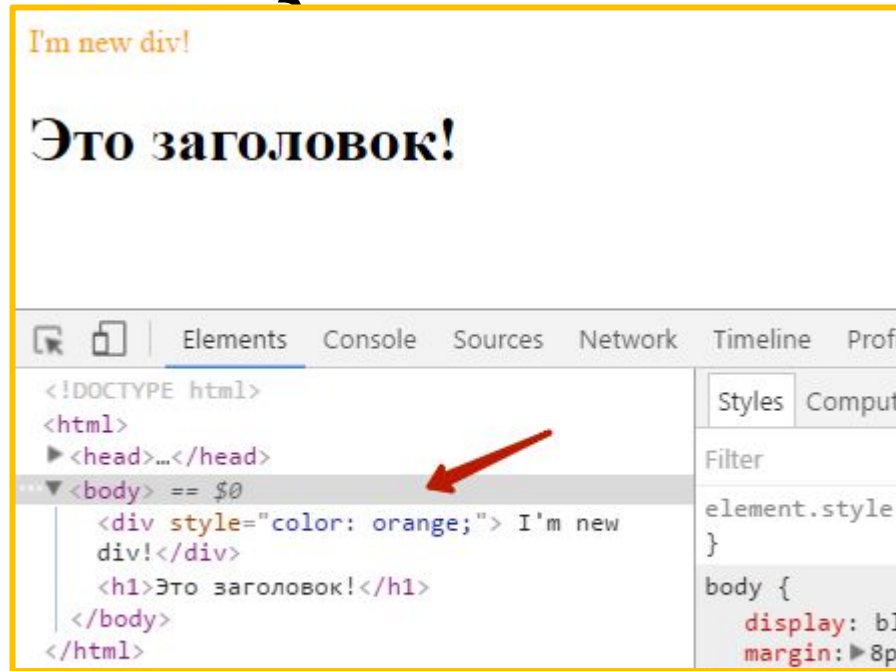 I'm new div!
Это заголовок!
Elements Console Sources Network Timeline
<!DOCTYPE html>
<html>
<head>…</head>
<body> == $0
<div style="color: orange;"> I'm new
div!</div>
<h1>Это заголовок!</h1>
</body>
</html>
Styles
Filter
element.style
}
body {
display:
margin: